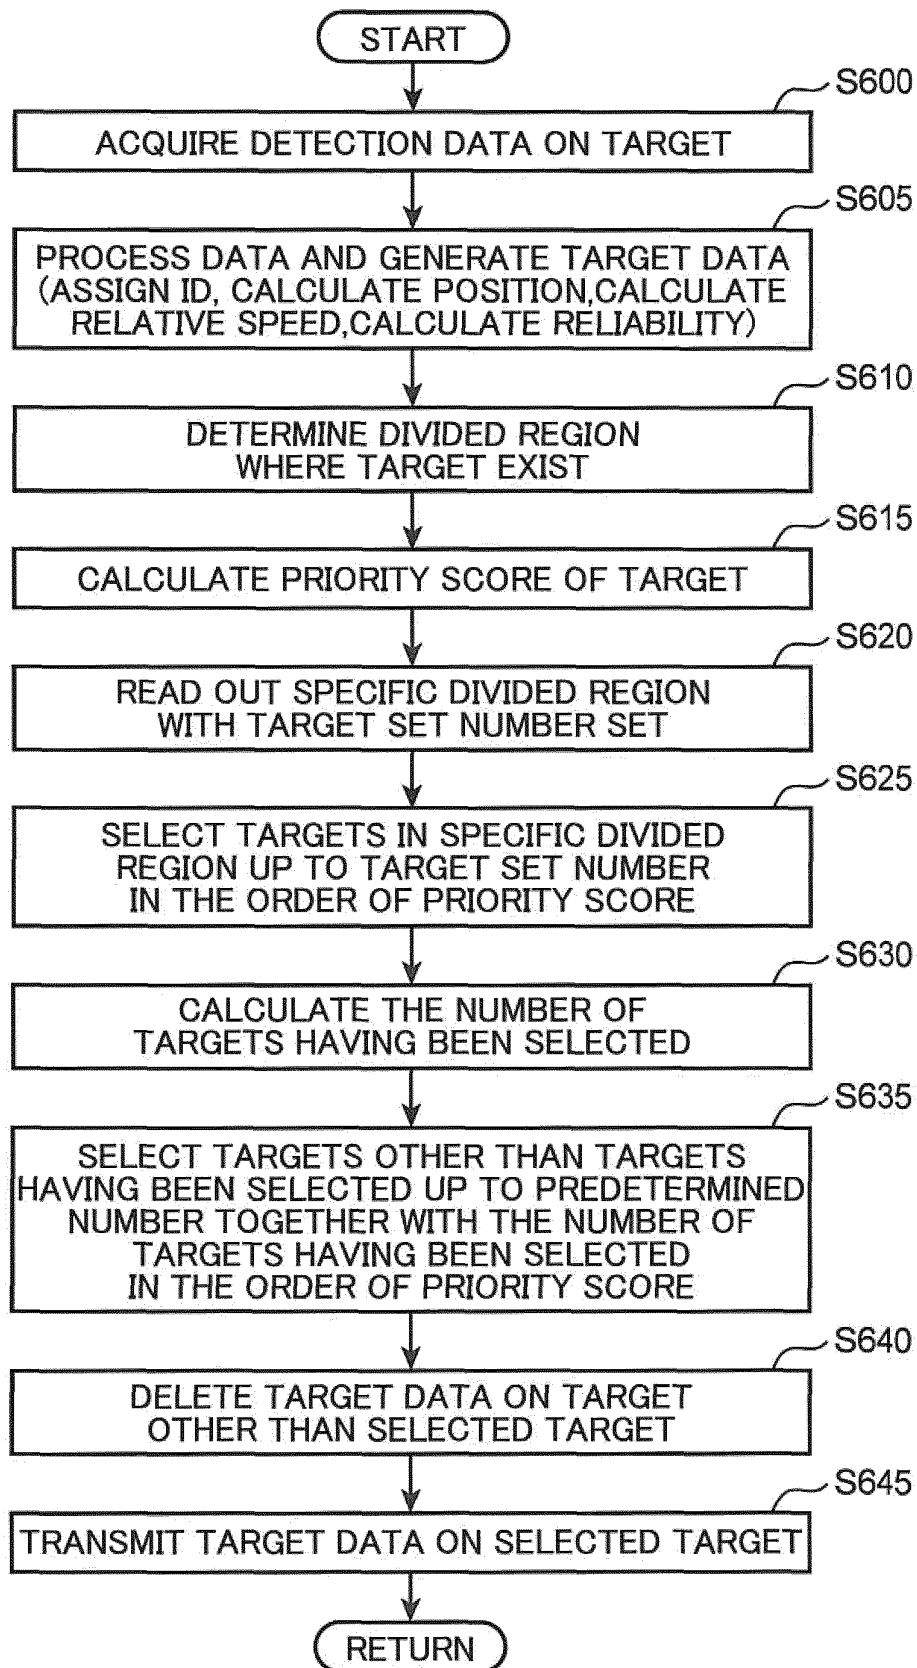 START
S600
ACQUIRE DETECTION DATA ON TARGET
S605
PROCESS DATA AND GENERATE TARGET DATA
(ASSIGN ID, CALCULATE POSITION,CALCULATE
RELATIVE SPEED,CALCULATE RELIABILITY)
S610
DETERMINE DIVIDED REGION
WHERE TARGET EXIST
S615
CALCULATE PRIORITY SCORE OF TARGET
S620
READ OUT SPECIFIC DIVIDED REGION
WITH TARGET SET NUMBER SET
S625
SELECT TARGETS IN SPECIFIC DIVIDED
REGION UP TO TARGET SET NUMBER
IN THE ORDER OF PRIORITY SCORE
S630
CALCULATE THE NUMBER OF
TARGETS HAVING BEEN SELECTED
S635
SELECT TARGETS OTHER THAN TARGETS
HAVING BEEN SELECTED UP TO PREDETERMINED
NUMBER TOGETHER WITH THE NUMBER OF
TARGETS HAVING BEEN SELECTED
IN THE ORDER OF PRIORITY SCORE
S640
DELETE TARGET DATA ON TARGET
OTHER THAN SELECTED TARGET
S645
TRANSMIT TARGET DATA ON SELECTED TARGET
RETURN